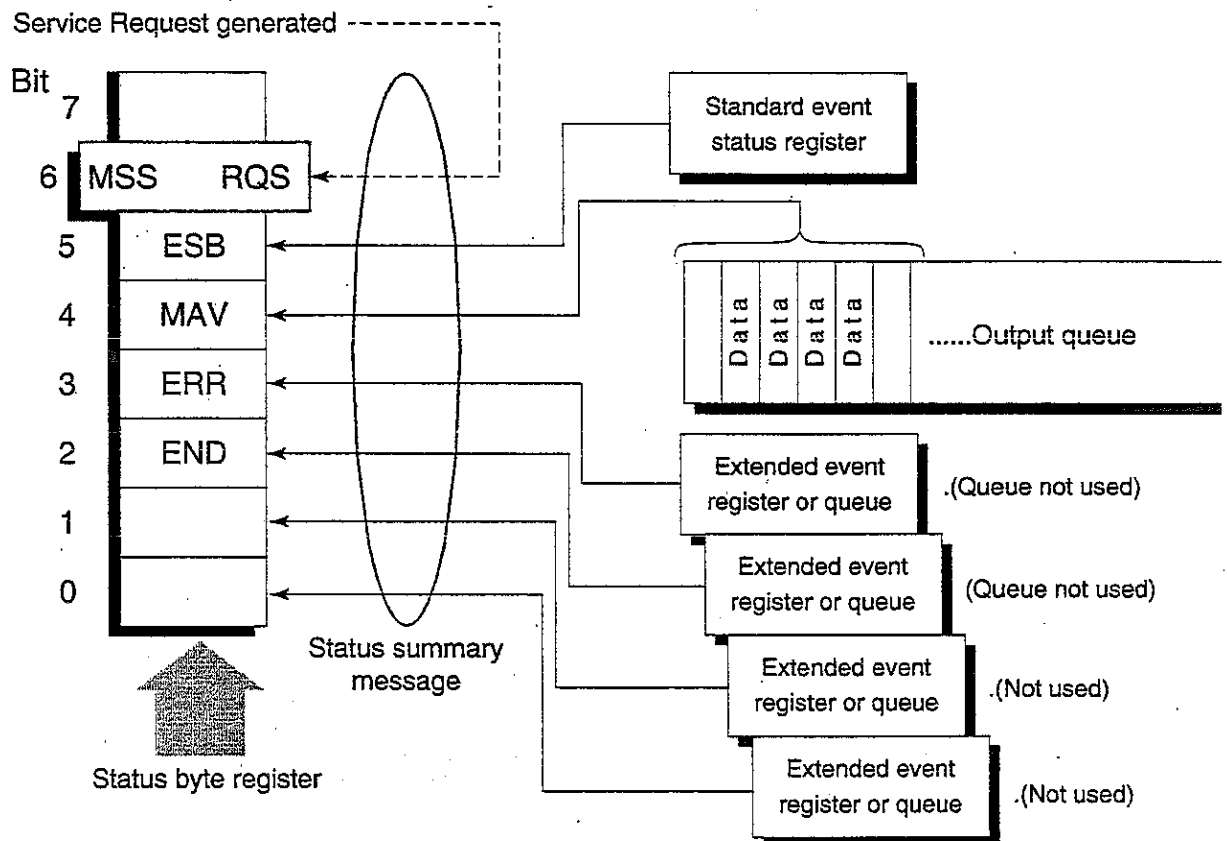 Service Request generated
Bit
7
6 MSS RQS
5 ESB
4 MAV
3 ERR
2 END
1
0
Status summary
message
Status byte register
Standard event
status register
Data Data Data Data
......Output queue
Extended event
register or queue
.(Queue not used)
Extended event
register or queue
(Queue not used)
Extended event
register or queue
.(Not used)
Extended event
register or queue
.(Not used)